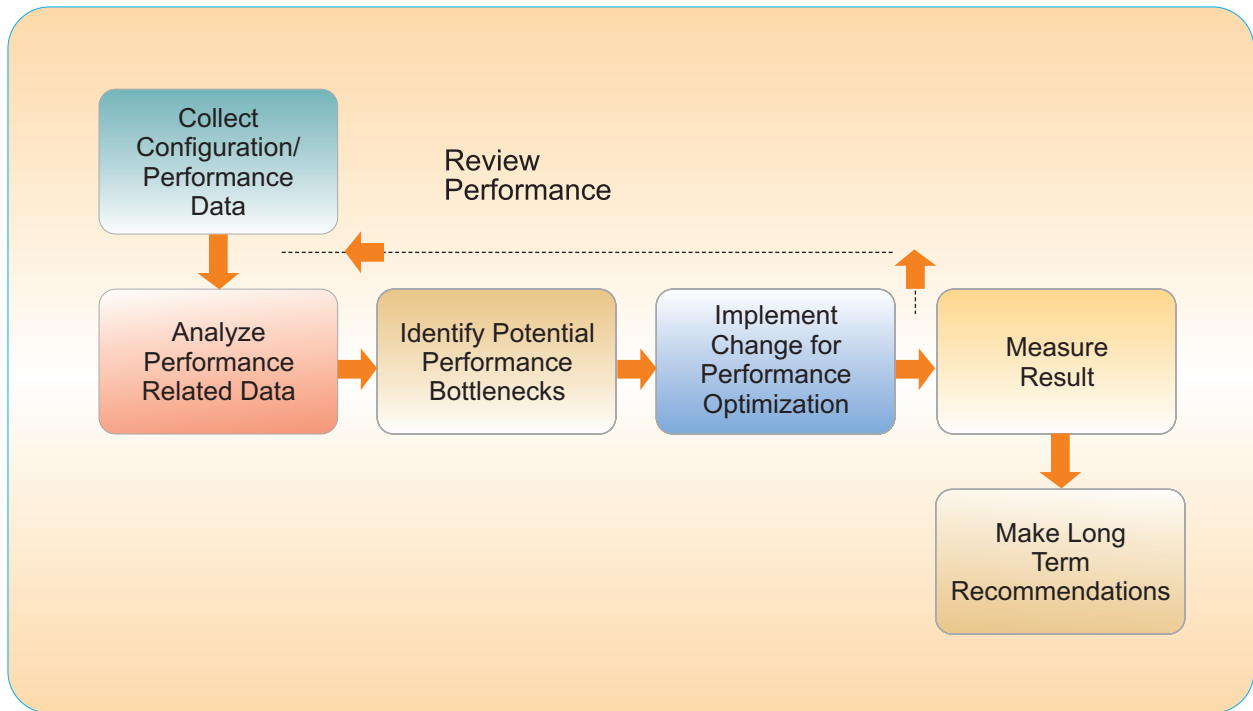 Collect
Configuration/
Performance
Data
Review
Performance
Analyze
Performance
Related Data
Identify Potential
Performance
Bottlenecks
Implement
Change for
Performance
Optimization
Measure
Result
Make Long
Term
Recommendations